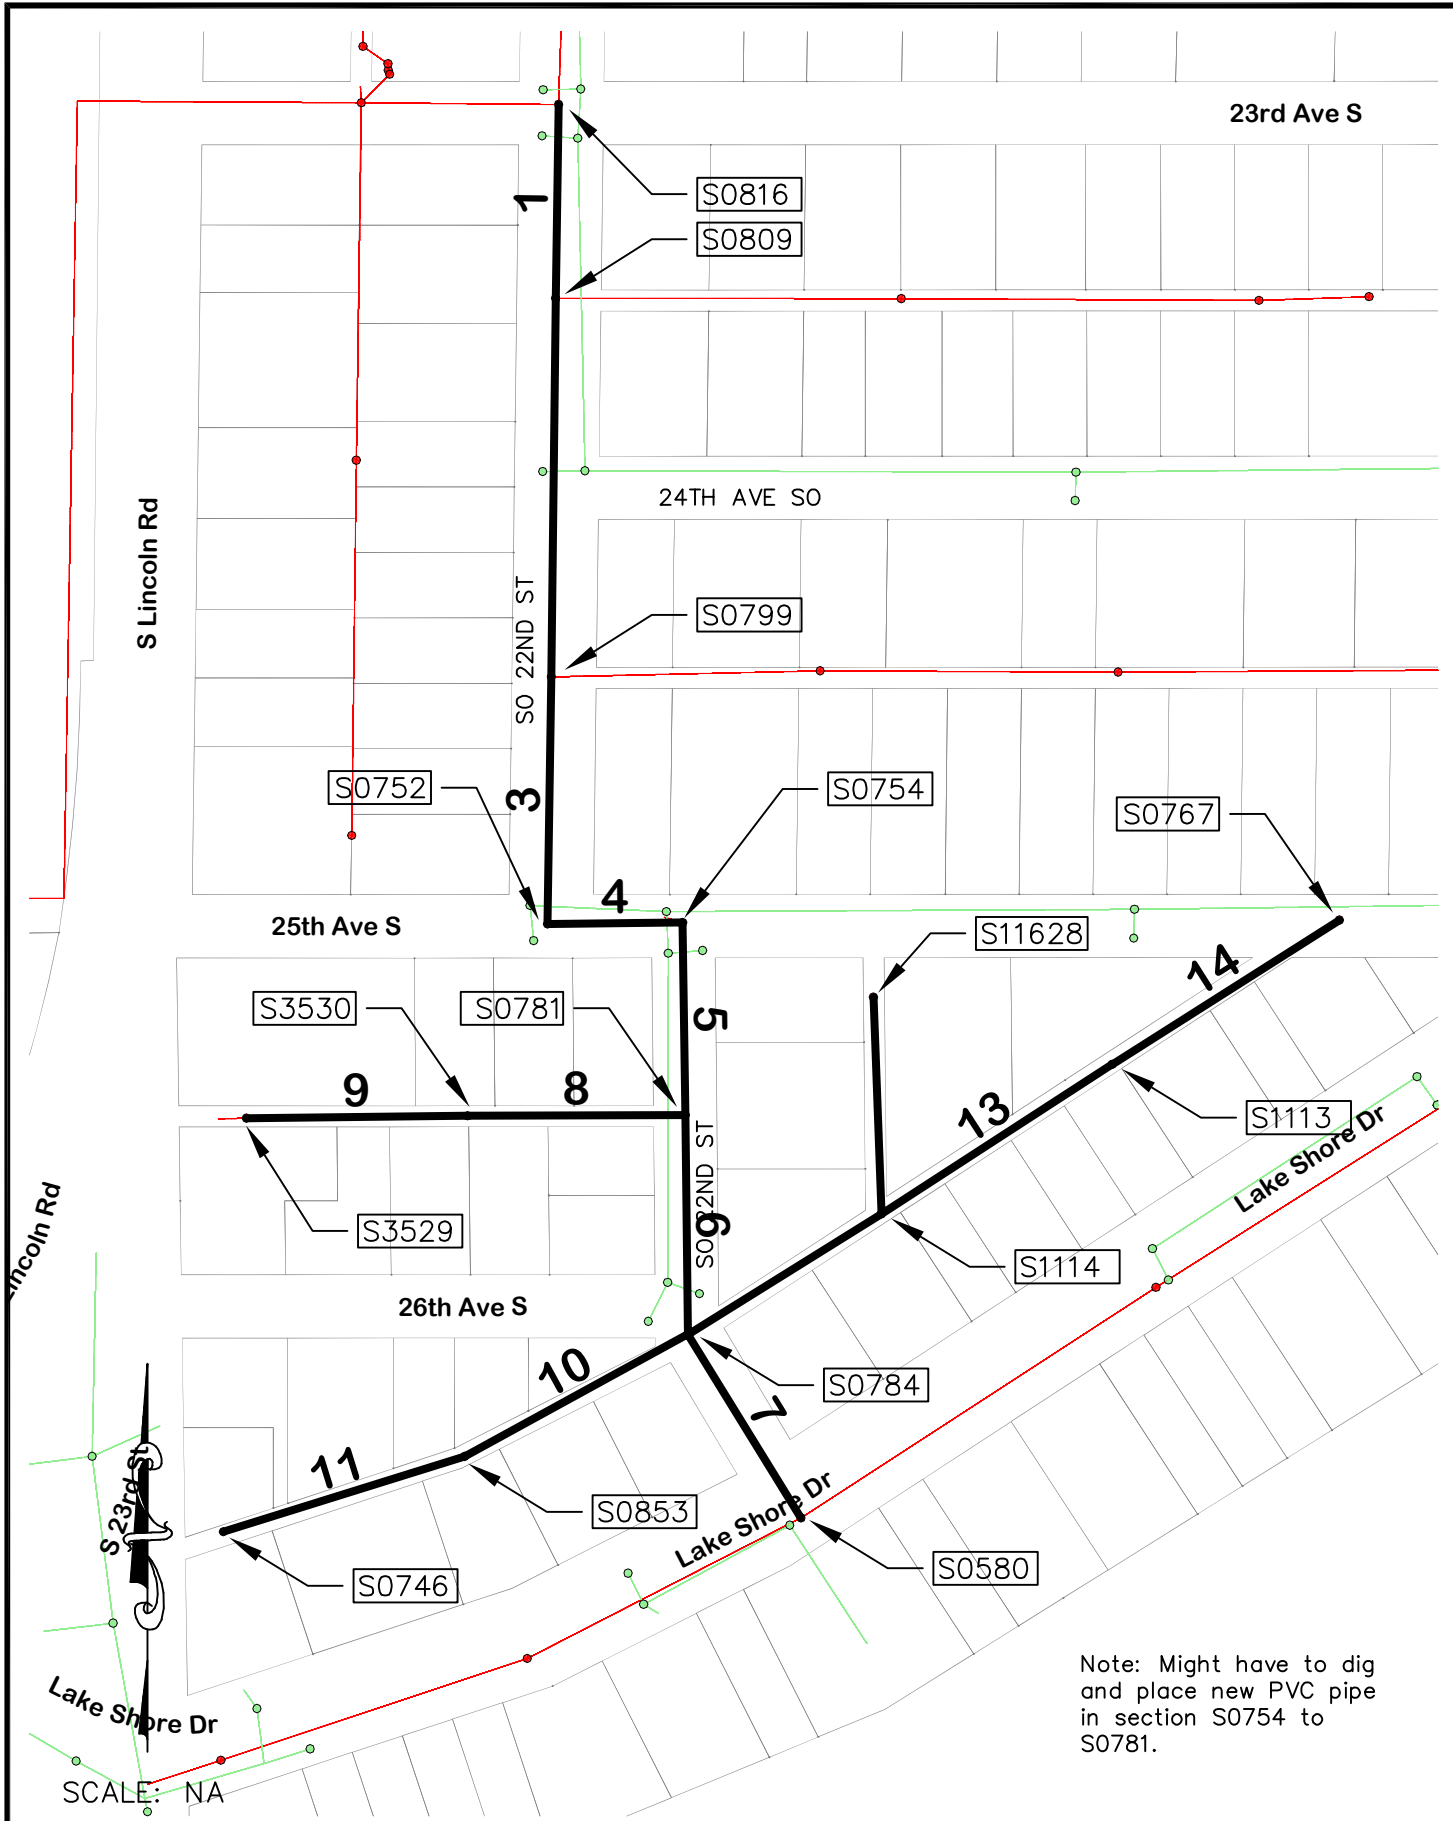 23rd Ave S
1
S0816
S0809
24TH AVE SO
S Lincoln Rd
SO 22ND ST
S0799
S0752
3
S0754
S0767
4
25th Ave S
S11628
14
S3530
S0781
5
9
8
13
S1113
Lake Shore Dr
SO 22ND ST
6
S3529
S1114
Lincoln Rd
26th Ave S
10
S0784
7
11
S0853
Lake Shore Dr
S 23rd St
S0746
S0580
Note: Might have to dig
and place new PVC pipe
in section S0754 to
S0781.
Lake Shore Dr
SCALE: NA